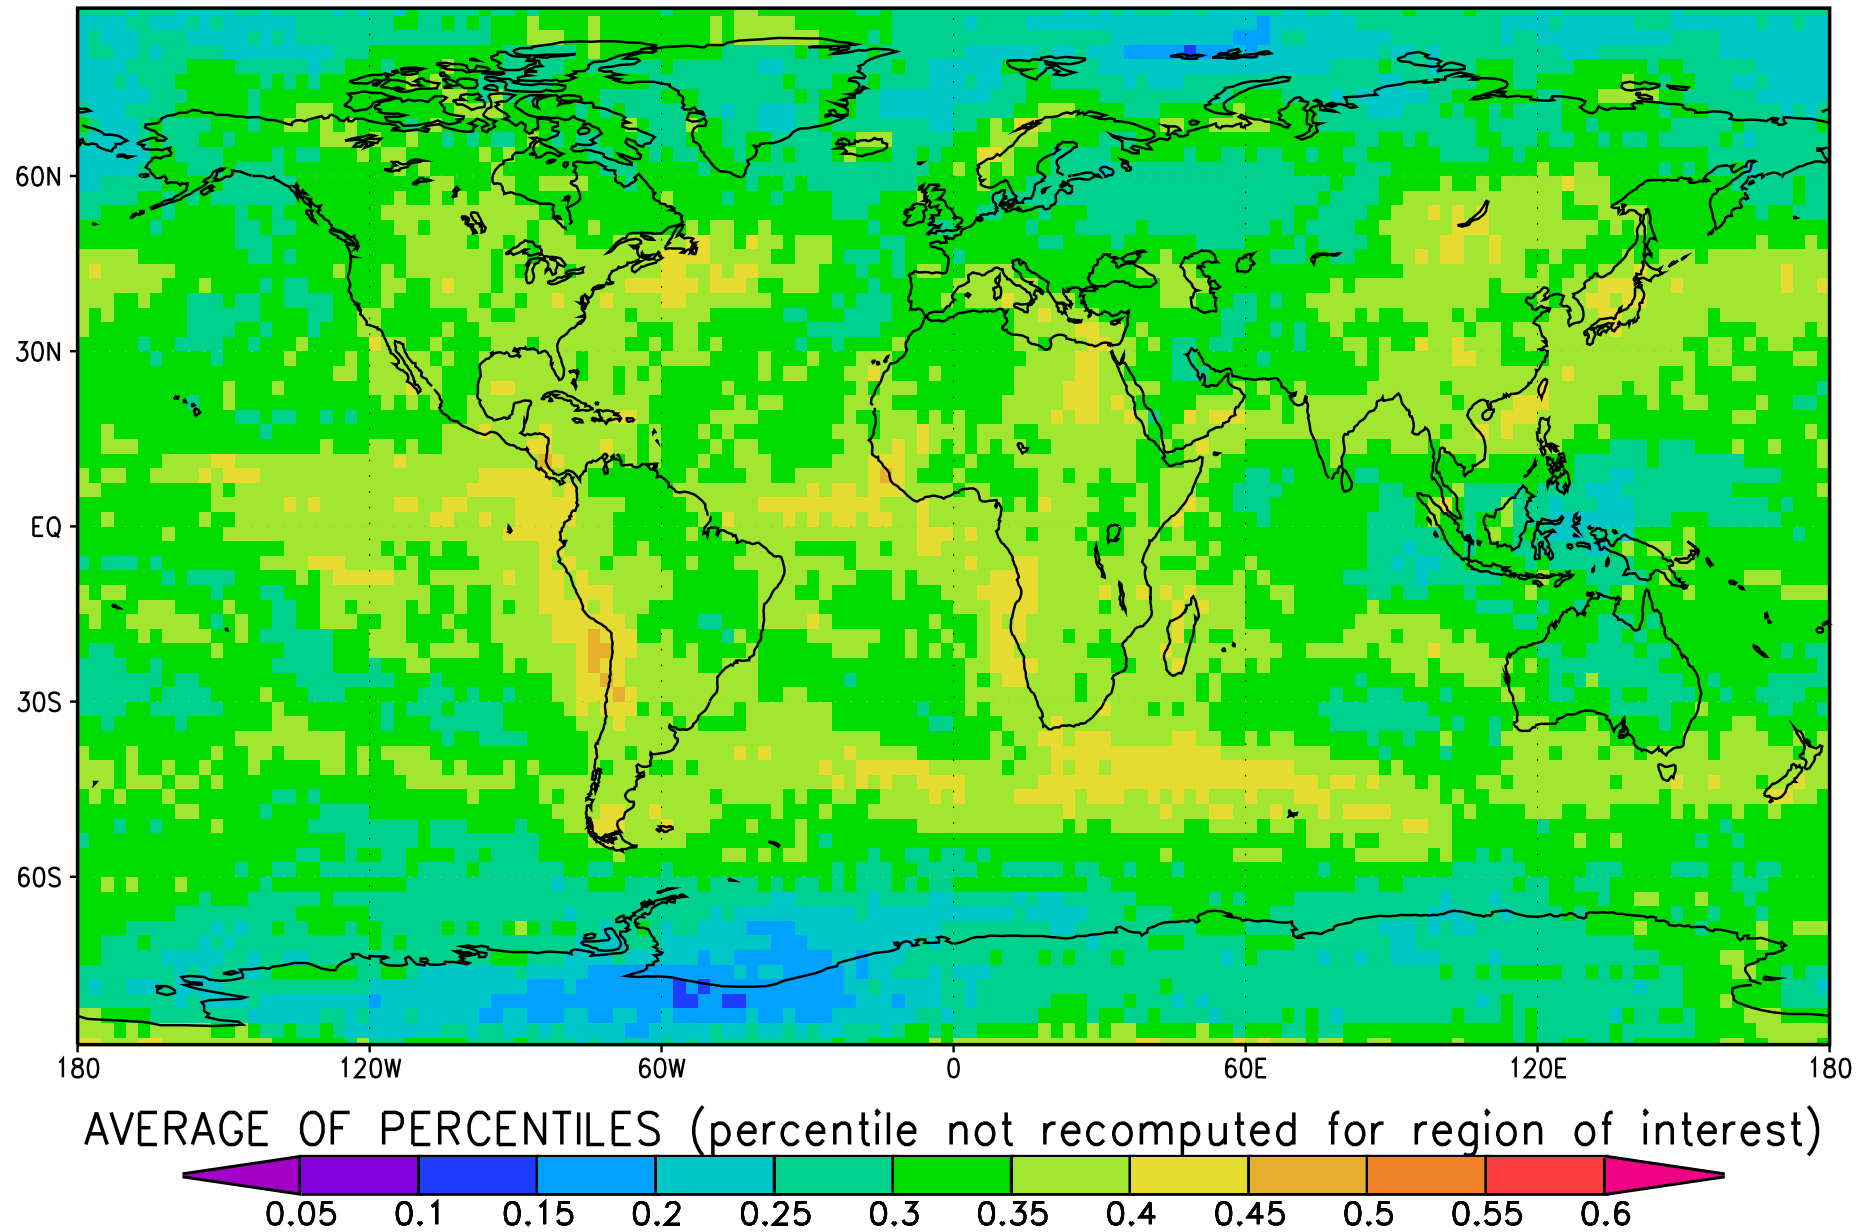 60N
30N
EQ
30S
60S
180 120W 60W 0 60E 120E 180
AVERAGE OF PERCENTILES (percentile not recomputed for region of interest)
0.05 0.1 0.15 0.2 0.25 0.3 0.35 0.4 0.45 0.5 0.55 0.6